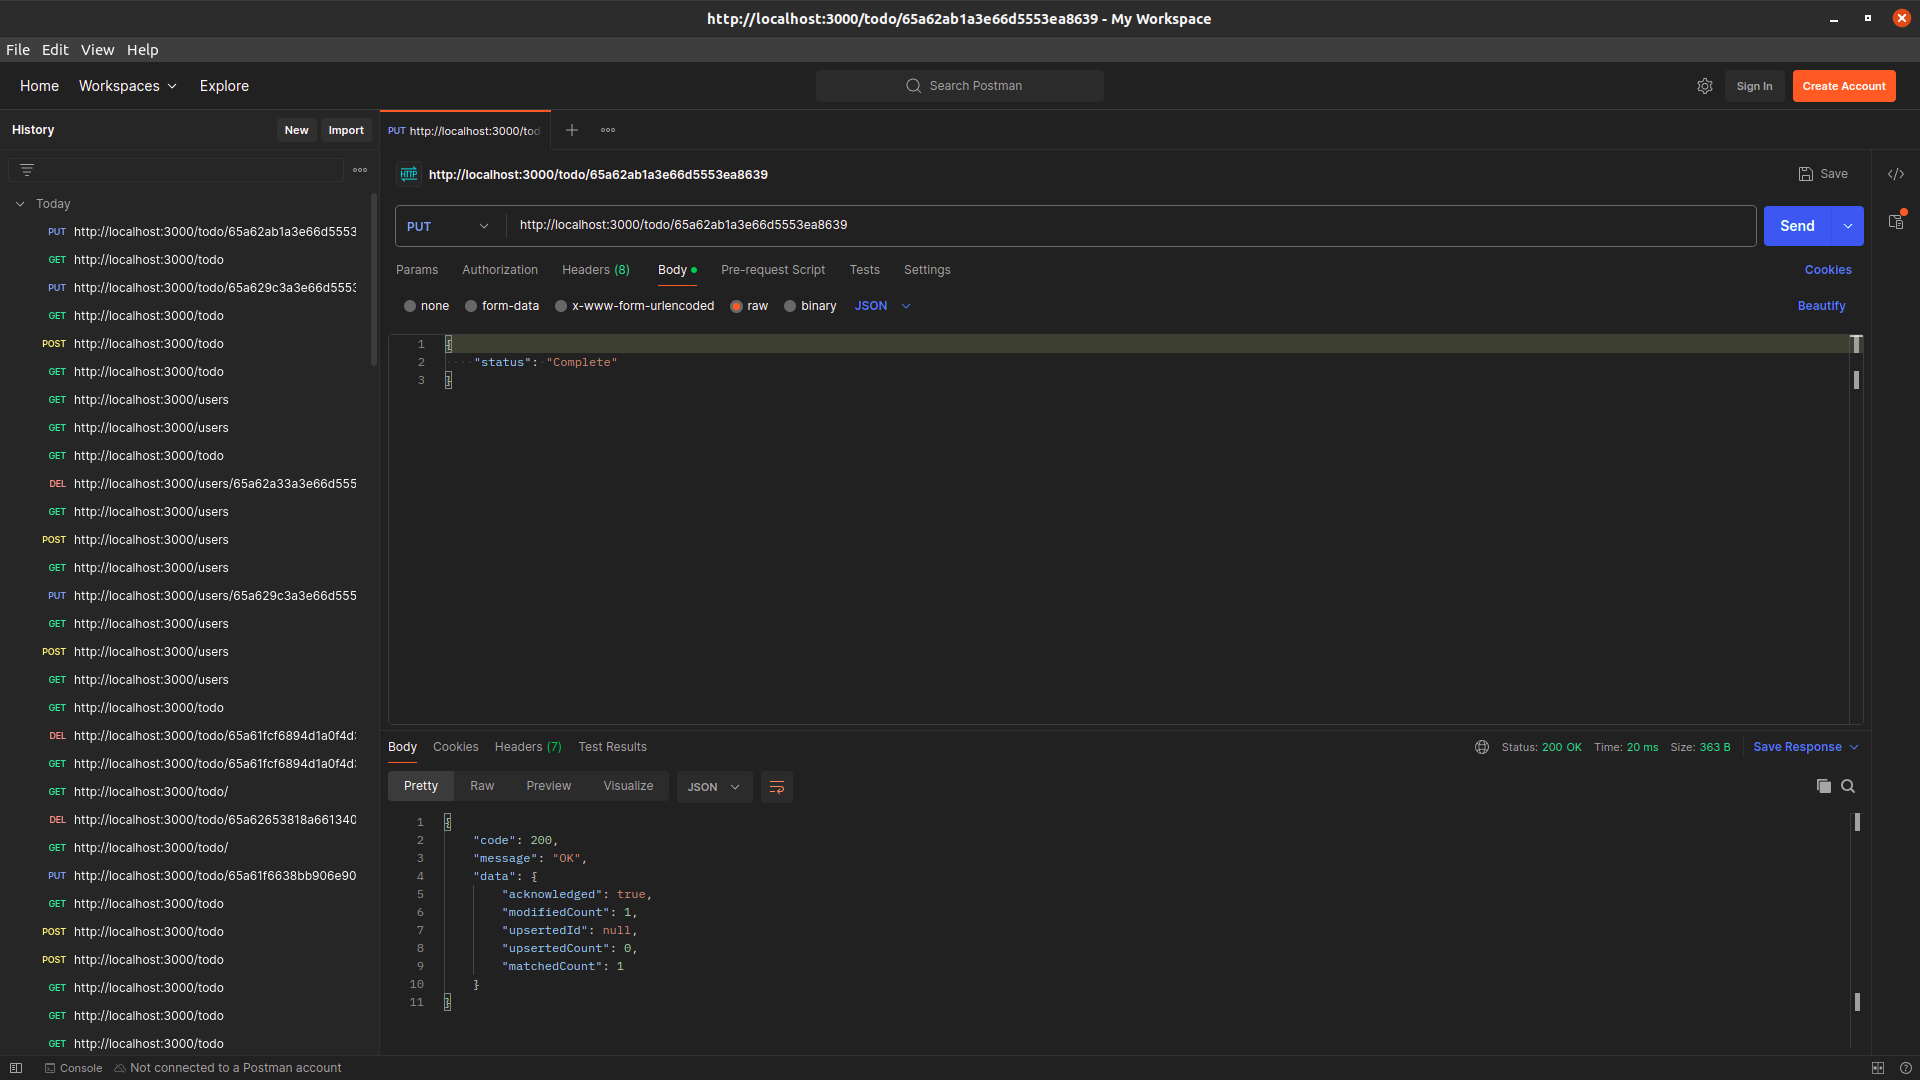 http://localhost:3000/todo/65a62ab1a3e66d5553ea8639 - My Workspace
File Edit View Help
Home Workspaces Explore Search Postman Sign In Create Account
History New Import
PUT http://localhost:3000/tod
HTTP http://localhost:3000/todo/65a62ab1a3e66d5553ea8639 Save
PUT http://localhost:3000/todo/65a62ab1a3e66d5553ea8639 Send
Params Authorization Headers (8) Body Pre-request Script Tests Settings Cookies
none form-data x-www-form-urlencoded raw binary JSON Beautify
1 {
2 "status": "Complete"
3 }
Today
PUT http://localhost:3000/todo/65a62ab1a3e66d5553
GET http://localhost:3000/todo
PUT http://localhost:3000/todo/65a629c3a3e66d5553
GET http://localhost:3000/todo
POST http://localhost:3000/todo
GET http://localhost:3000/todo
GET http://localhost:3000/users
GET http://localhost:3000/users
GET http://localhost:3000/todo
DEL http://localhost:3000/users/65a62a33a3e66d555
GET http://localhost:3000/users
POST http://localhost:3000/users
GET http://localhost:3000/users
PUT http://localhost:3000/users/65a629c3a3e66d555
GET http://localhost:3000/users
POST http://localhost:3000/users
GET http://localhost:3000/users
GET http://localhost:3000/todo
DEL http://localhost:3000/todo/65a61fcf6894d1a0f4d
GET http://localhost:3000/todo/65a61fcf6894d1a0f4d
GET http://localhost:3000/todo/
DEL http://localhost:3000/todo/65a62653818a661340
GET http://localhost:3000/todo/
PUT http://localhost:3000/todo/65a61f6638bb906e90
GET http://localhost:3000/todo
POST http://localhost:3000/todo
POST http://localhost:3000/todo
GET http://localhost:3000/todo
GET http://localhost:3000/todo
GET http://localhost:3000/todo
Body Cookies Headers (7) Test Results Status: 200 OK Time: 20 ms Size: 363 B Save Response
Pretty Raw Preview Visualize JSON
1 {
2 "code": 200,
3 "message": "OK",
4 "data": {
5 "acknowledged": true,
6 "modifiedCount": 1,
7 "upsertedId": null,
8 "upsertedCount": 0,
9 "matchedCount": 1
10 }
11 }
Console Not connected to a Postman account